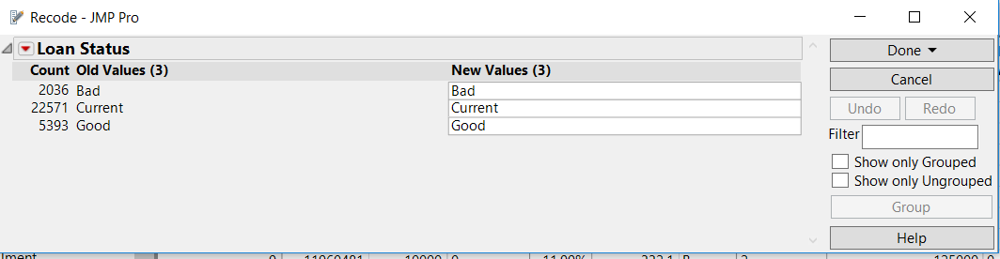 Recode - JMP Pro
Loan Status
Count Old Values (3) New Values (3)
2036 Bad Bad
22571 Current Current
5393 Good Good
Done
Cancel
Undo Redo
Filter
Show only Grouped
Show only Ungrouped
Group
Help